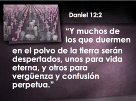 Daniel 12:2
"Y muchos de
los que duermen
en el polvo de la tierra serán
despertados, unos para vida
eterna, y otros para
vergüenza y confusión
perpetua."